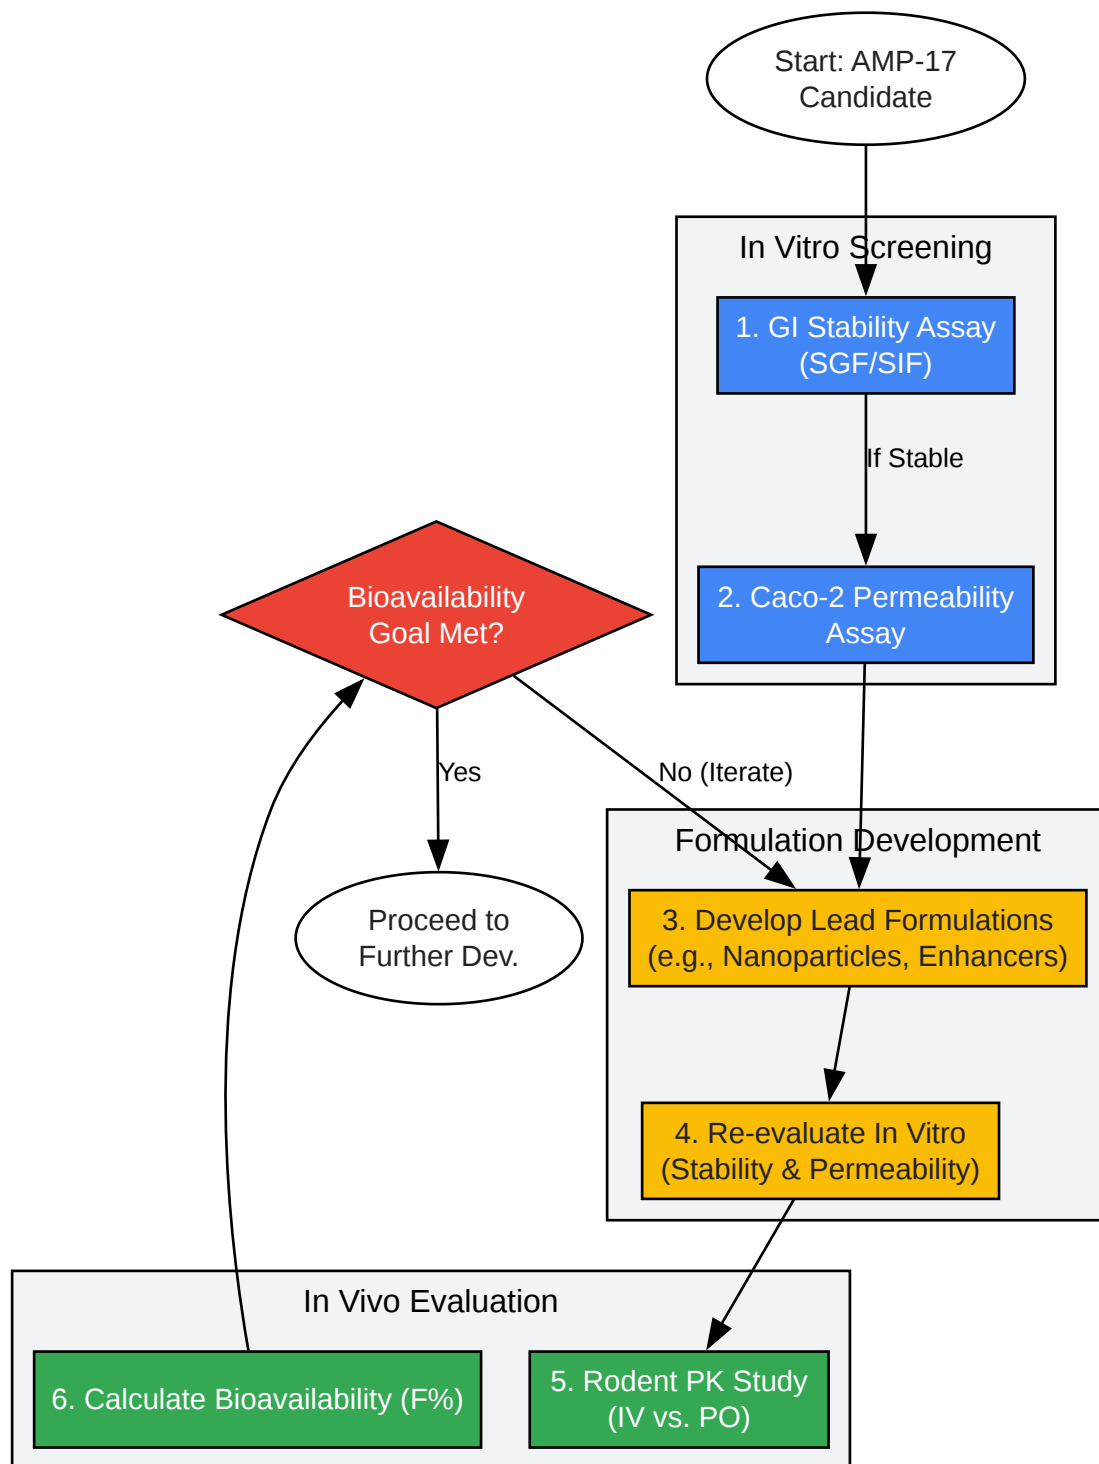 Start: AMP-17
Candidate
In Vitro Screening
1. GI Stability Assay
(SGF/SIF)
If Stable
2. Caco-2 Permeability
Assay
Bioavailability
Goal Met?
Yes
No (Iterate)
Proceed to
Further Dev.
Formulation Development
3. Develop Lead Formulations
(e.g., Nanoparticles, Enhancers)
4. Re-evaluate In Vitro
(Stability & Permeability)
In Vivo Evaluation
5. Rodent PK Study
(IV vs. PO)
6. Calculate Bioavailability (F%)